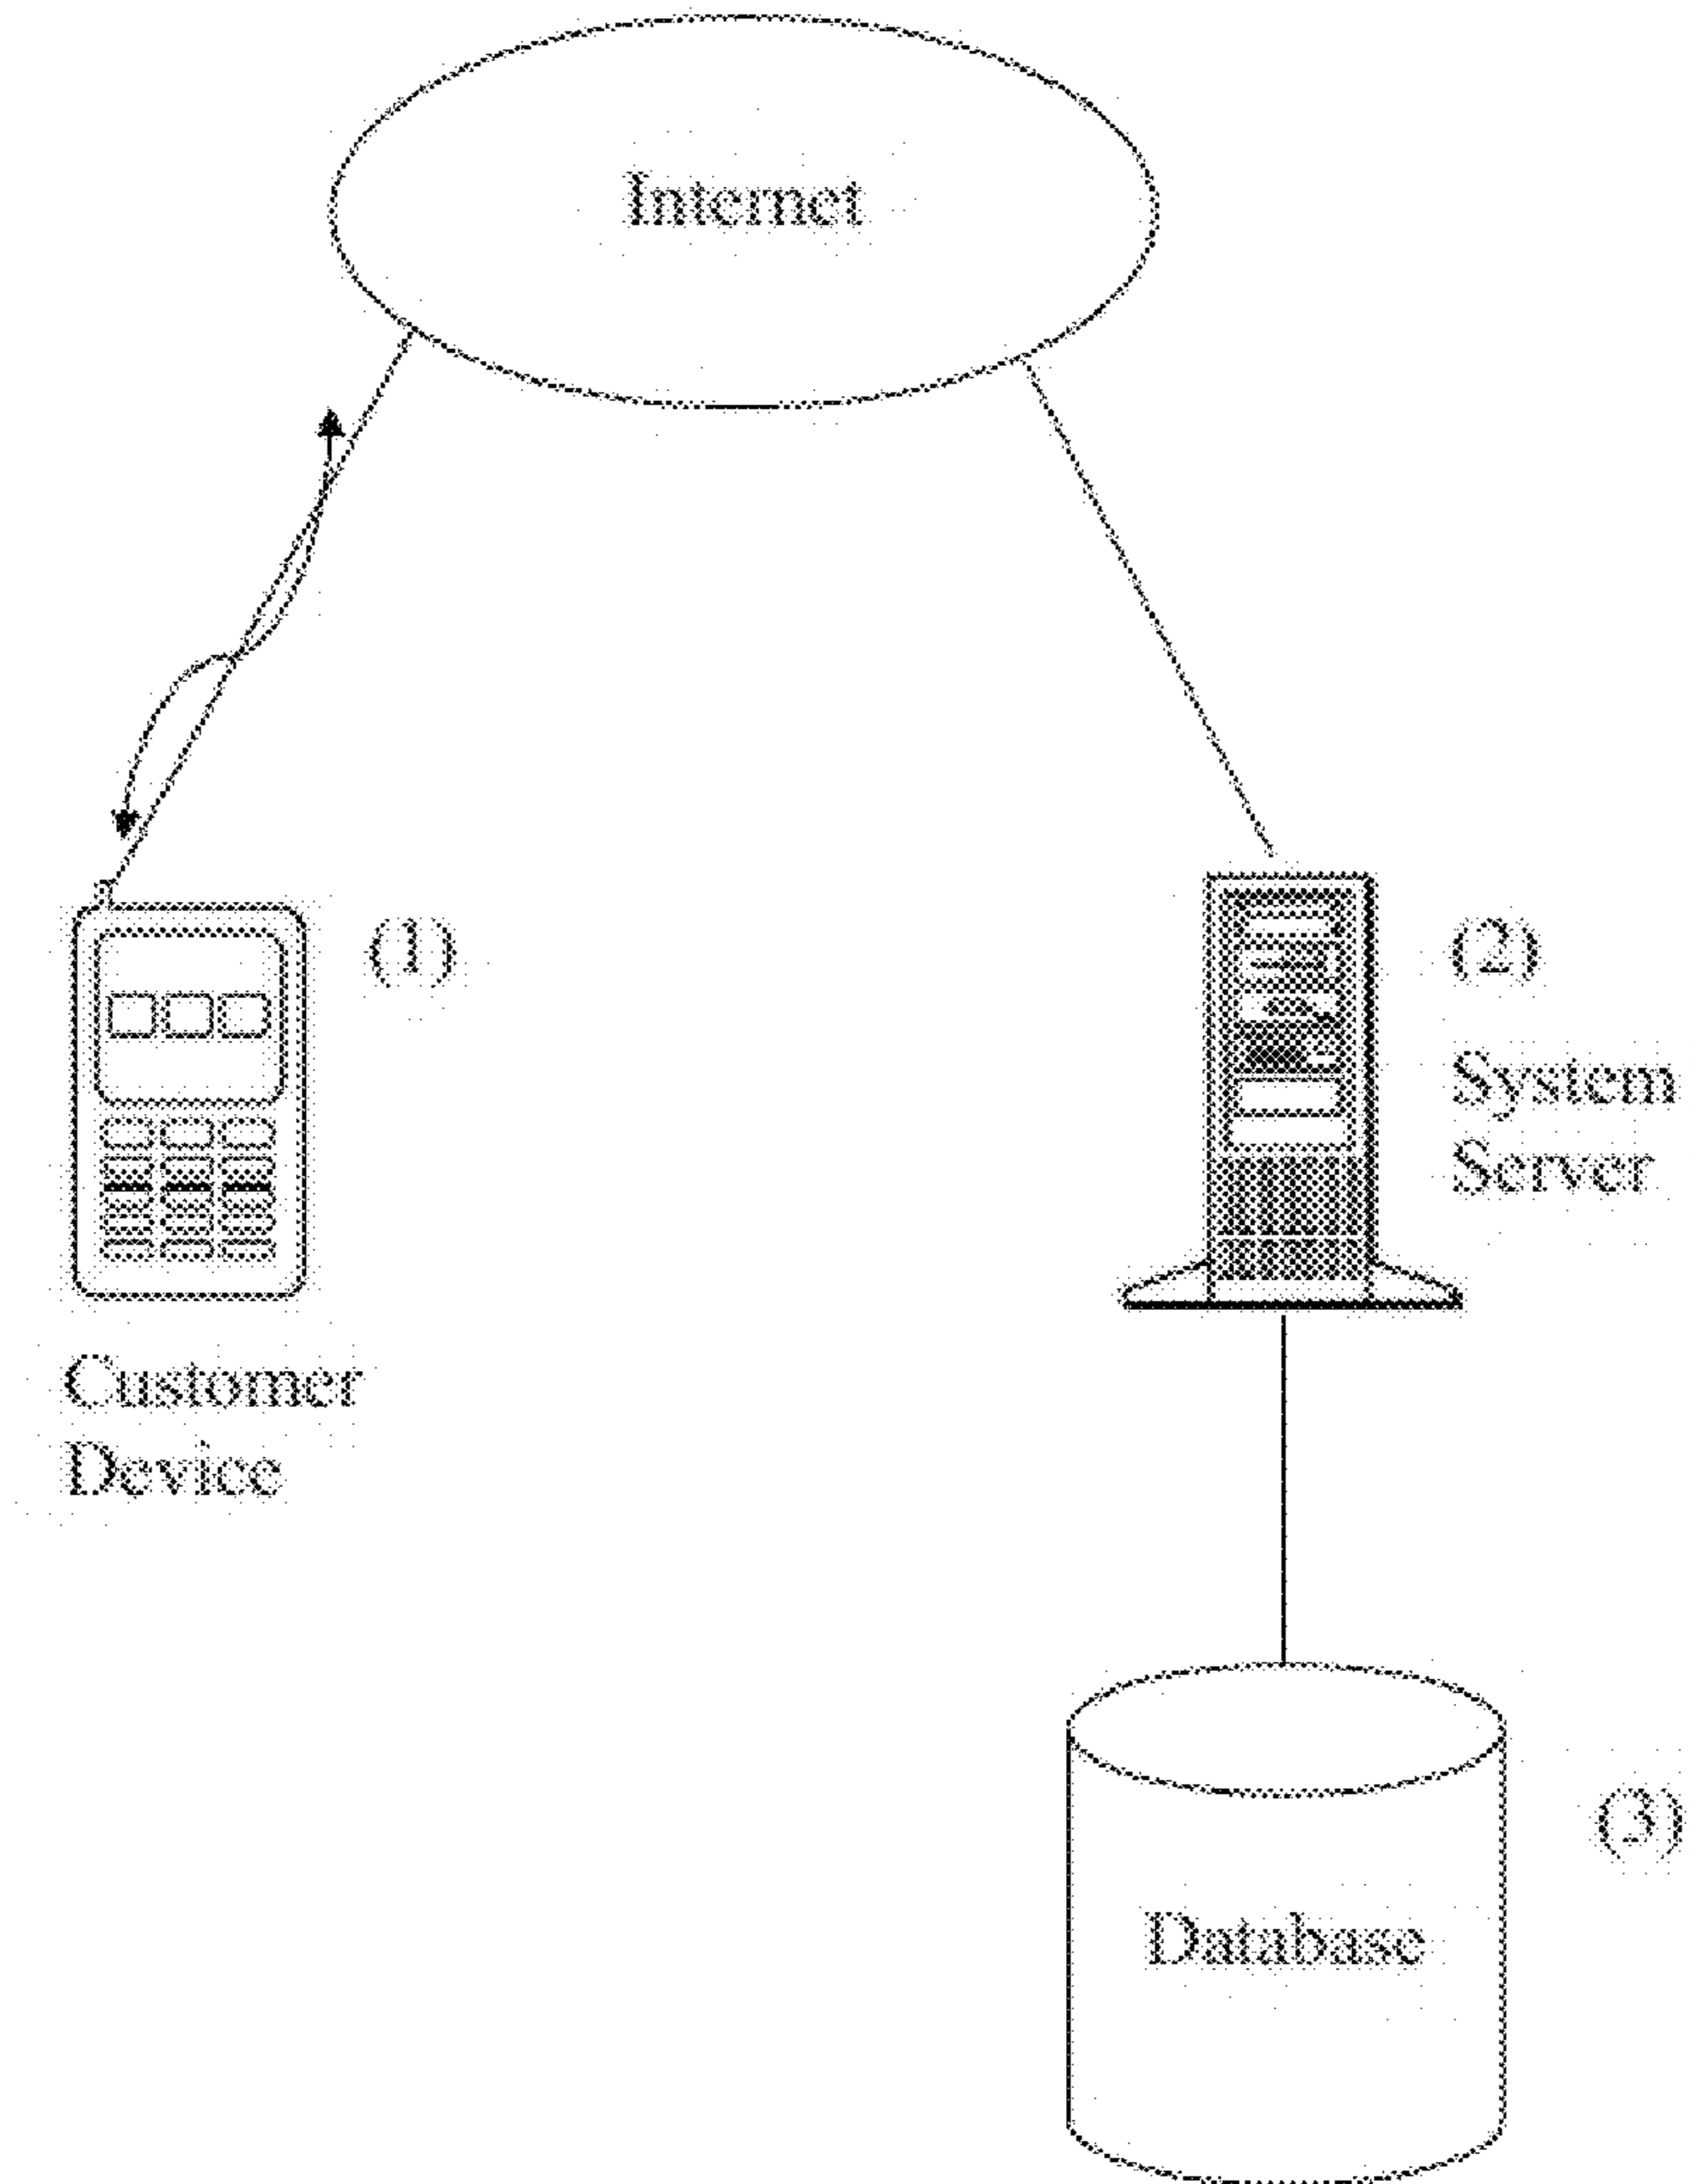 Internet
(1)
(2)
System
Server
Customer
Device
(3)
Database